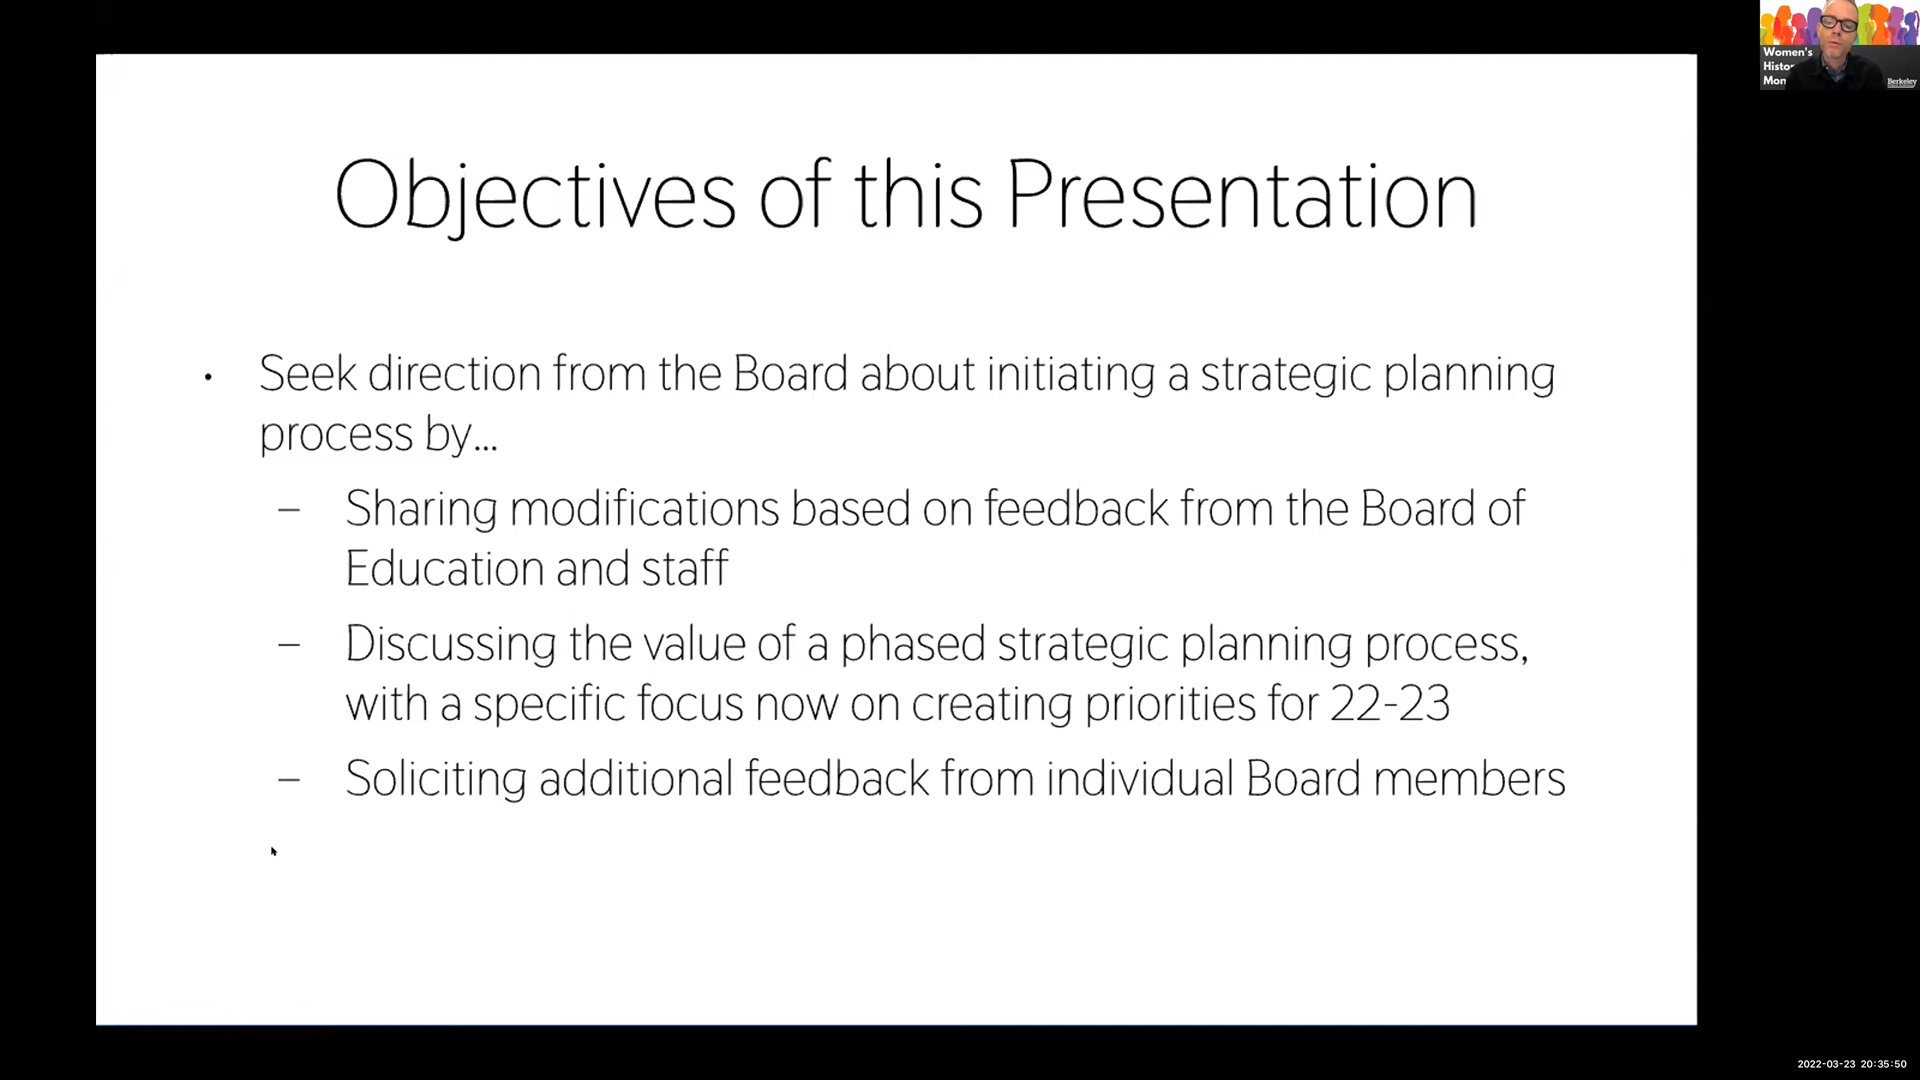 Objectives of this Presentation
• Seek direction from the Board about initiating a strategic planning
process by...
– Sharing modifications based on feedback from the Board of
Education and staff
– Discussing the value of a phased strategic planning process,
with a specific focus now on creating priorities for 22-23
– Soliciting additional feedback from individual Board members
Women's
Histo
Mon
Berkeley
2022-03-23 20:35:50